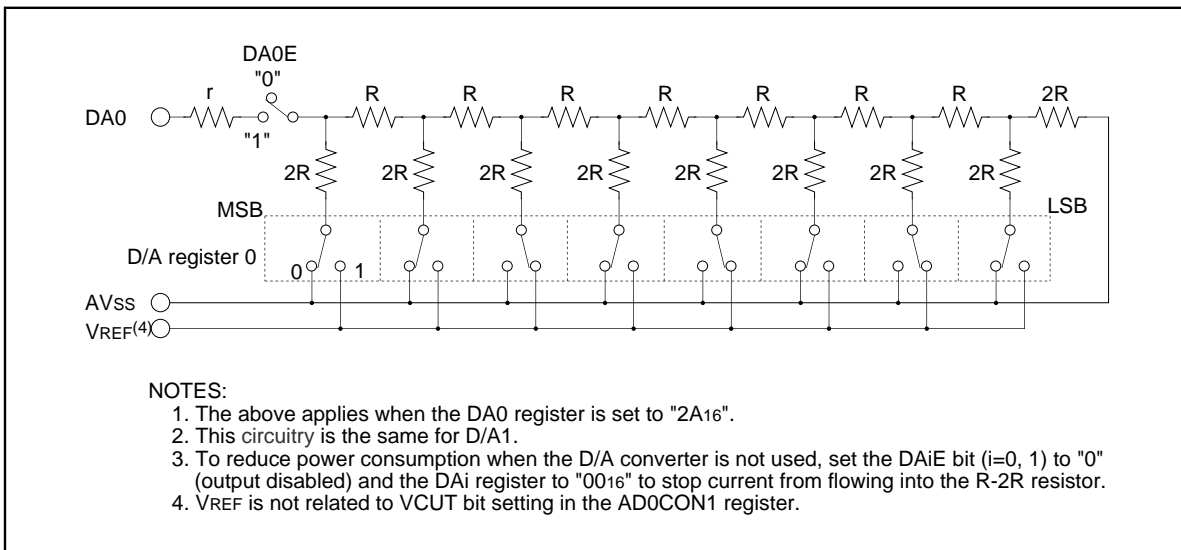 DA0E
"0"
r R R R R R R R 2R
DA0
"1"
2R 2R 2R 2R 2R 2R 2R 2R
MSB LSB
D/A register 0
0 1
AVSS
VREF(4)
NOTES:
1. The above applies when the DA0 register is set to "2A16".
2. This circuitry is the same for D/A1.
3. To reduce power consumption when the D/A converter is not used, set the DAiE bit (i=0, 1) to "0"
(output disabled) and the DAi register to "0016" to stop current from flowing into the R-2R resistor.
4. VREF is not related to VCUT bit setting in the AD0CON1 register.